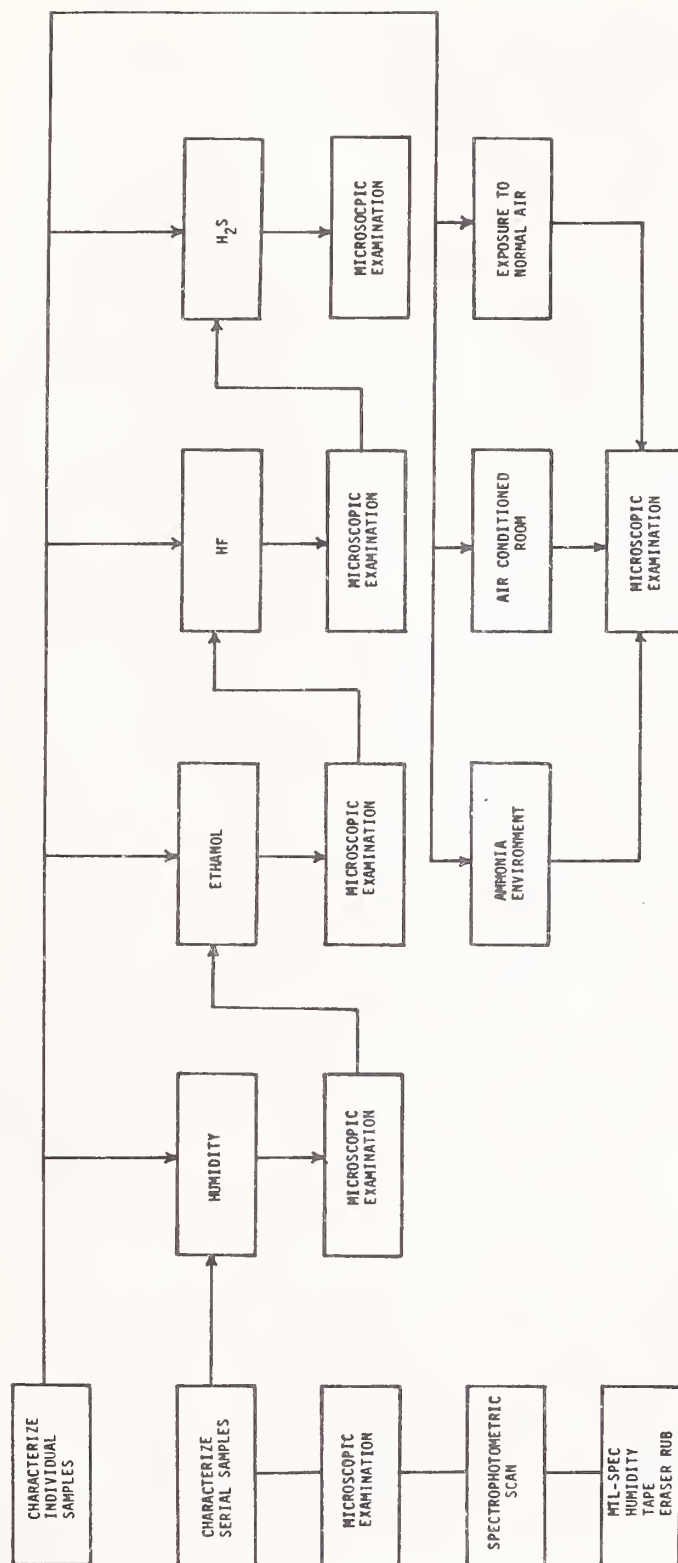 CHARACTERIZE
INDIVIDUAL
SAMPLES
CHARACTERIZE
SERIAL SAMPLES
MICROSCOPIC
EXAMINATION
SPECTROPHOTOMETRIC
SCAN
MIL-SPEC
HUMIDITY
TAPE
ERASER RUB
HUMIDITY
MICROSCOPIC
EXAMINATION
ETHANOL
MICROSCOPIC
EXAMINATION
HF
MICROSCOPIC
EXAMINATION
H2S
MICROSOCPIC
EXAMINATION
AMMONIA
ENVIRONMENT
AIR CONDITIONED
ROOM
EXPOSURE TO
NORMAL AIR
MICROSCOPIC
EXAMINATION